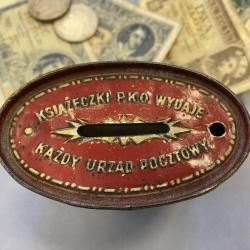 KSIĄŻECZKI P.K.O. WYDAJE
KAŻDY URZĄD POCZTOWY